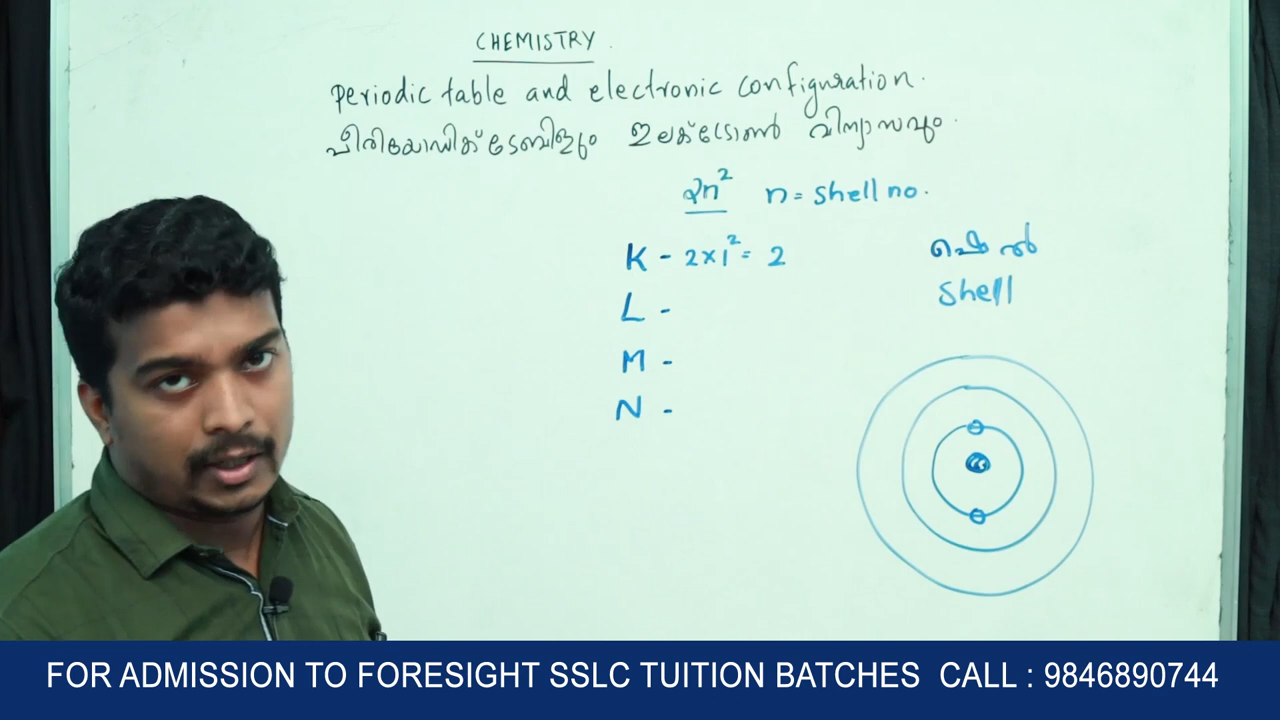 CHEMISTRY.
Periodic table and electronic configuration.
പീരിയോഡിക് ടേബിളും ഇലക്ട്രോൺ വിന്യാസവും.
2n² n = shell no.
K - 2×1² = 2
L -
M -
N -
ഷെൽ
Shell
FOR ADMISSION TO FORESIGHT SSLC TUITION BATCHES CALL : 9846890744